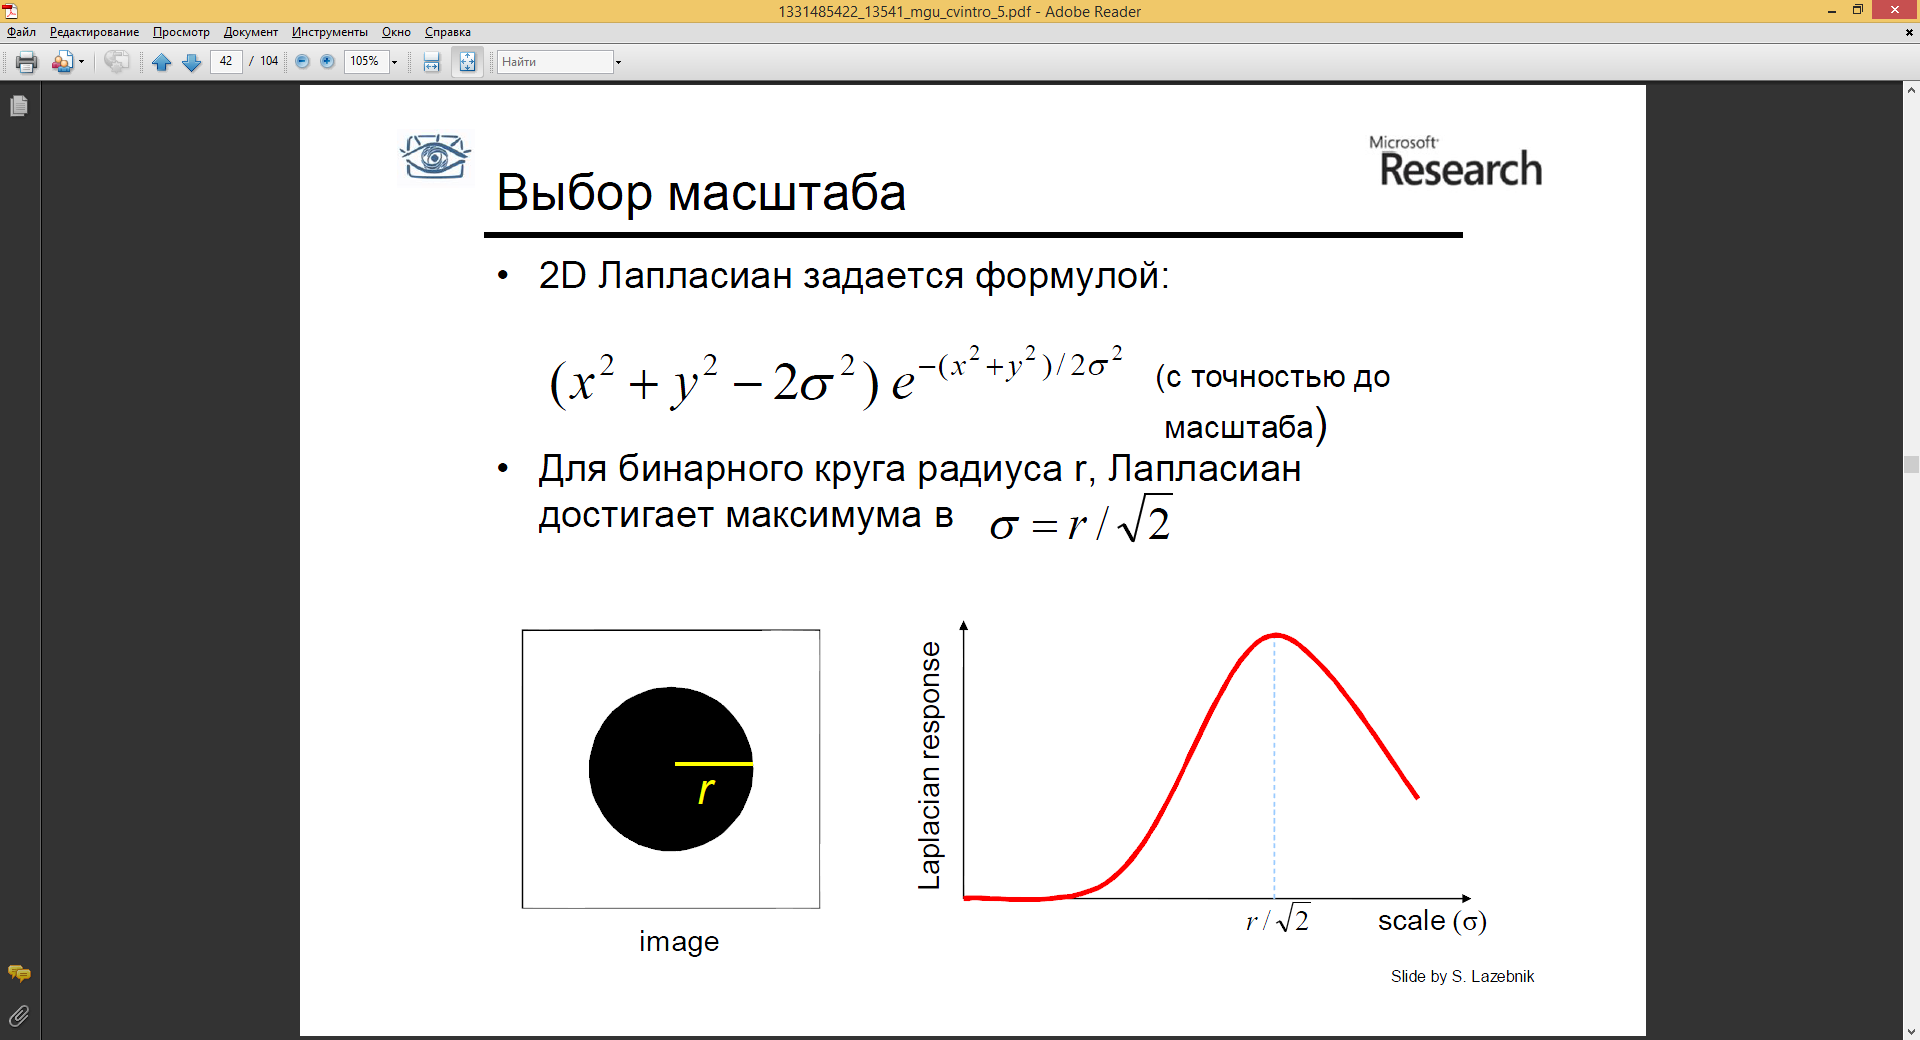 1331485422_13541_mgu_cvintro_5.pdf - Adobe Reader
Файл Редактирование Просмотр Документ Инструменты Окно Справка
42 / 104 105% Найти
Microsoft
Research
Выбор масштаба
• 2D Лапласиан задается формулой:
(x² + y² − 2σ²) e^{−(x²+y²)/2σ²} (с точностью до
масштаба)
• Для бинарного круга радиуса r, Лапласиан
достигает максимума в σ = r / √2
r
image
Laplacian response
r / √2
scale (σ)
Slide by S. Lazebnik